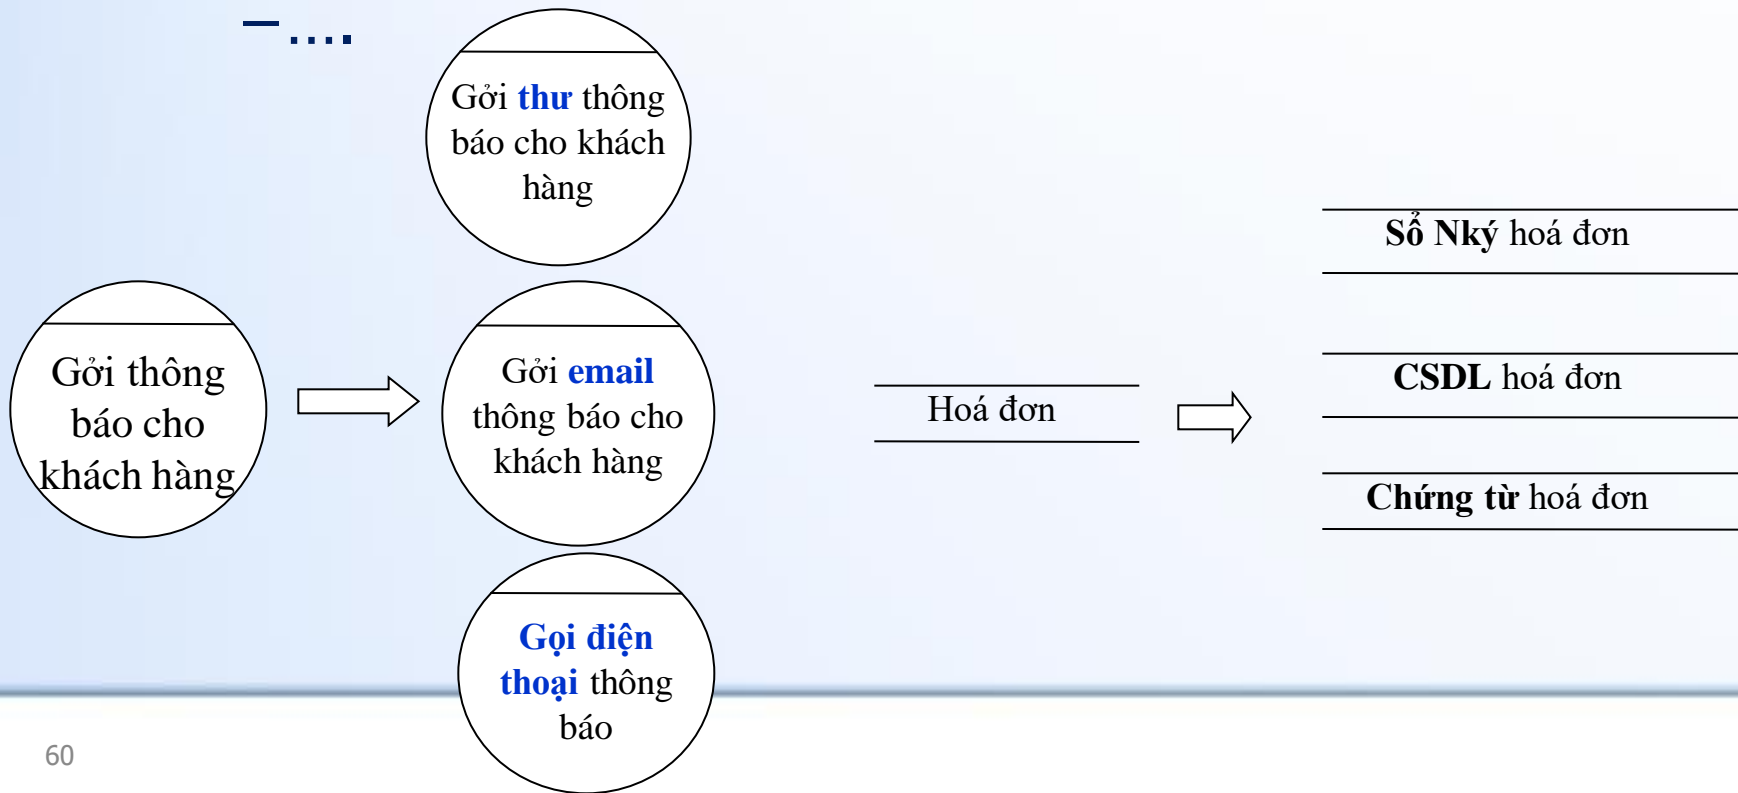 –....
Gởi thư thông
báo cho khách
hàng
Gởi thông
báo cho
khách hàng
Gởi email
thông báo cho
khách hàng
Gọi điện
thoại thông
báo
Hoá đơn
Sổ Nký hoá đơn
CSDL hoá đơn
Chứng từ hoá đơn
60